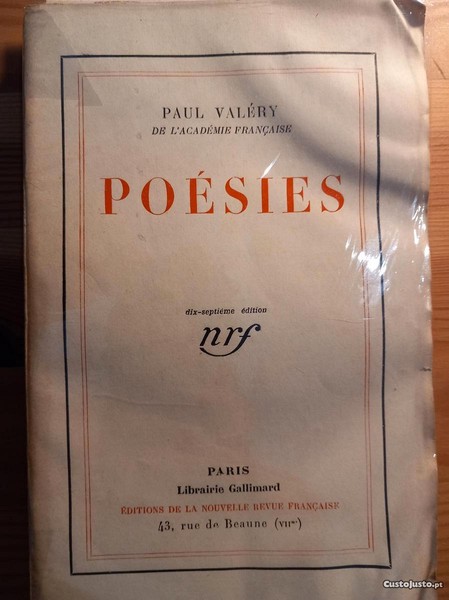 PAUL VALÉRY
DE L'ACADÉMIE FRANÇAISE
POÉSIES
dix-septième édition
nrf
PARIS
Librairie Gallimard
ÉDITIONS DE LA NOUVELLE REVUE FRANÇAISE
43, rue de Beaune (VIIme)
CustoJusto.pt